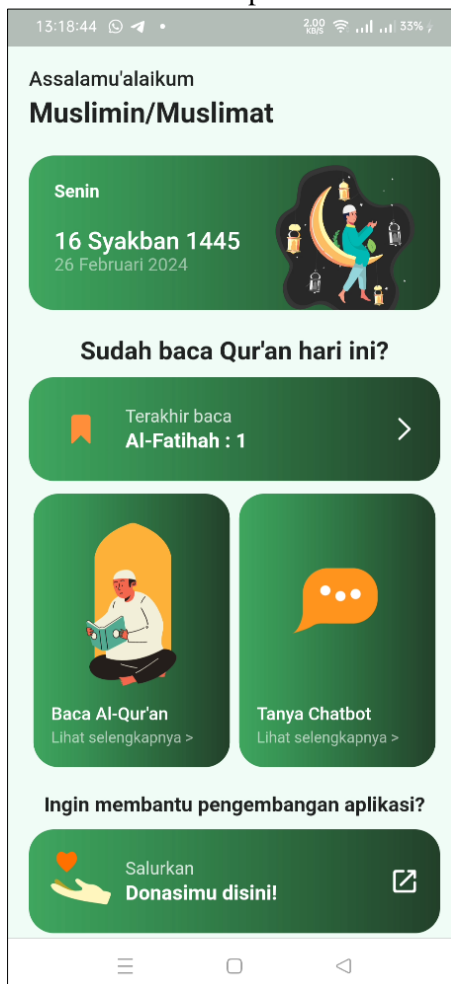 13:18:44 2.00 KB/S 33%
Assalamu'alaikum
Muslimin/Muslimat
Senin
16 Syakban 1445
26 Februari 2024
Sudah baca Qur'an hari ini?
Terakhir baca
Al-Fatihah : 1
Baca Al-Qur'an
Lihat selengkapnya >
Tanya Chatbot
Lihat selengkapnya >
Ingin membantu pengembangan aplikasi?
Salurkan
Donasimu disini!